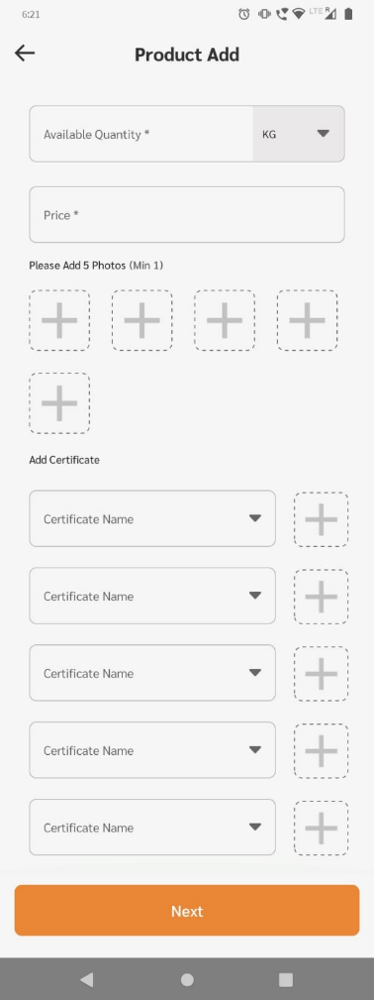 6:21
LTE R
Product Add
Available Quantity *
KG
Price *
Please Add 5 Photos (Min 1)
Add Certificate
Certificate Name
Certificate Name
Certificate Name
Certificate Name
Certificate Name
Next